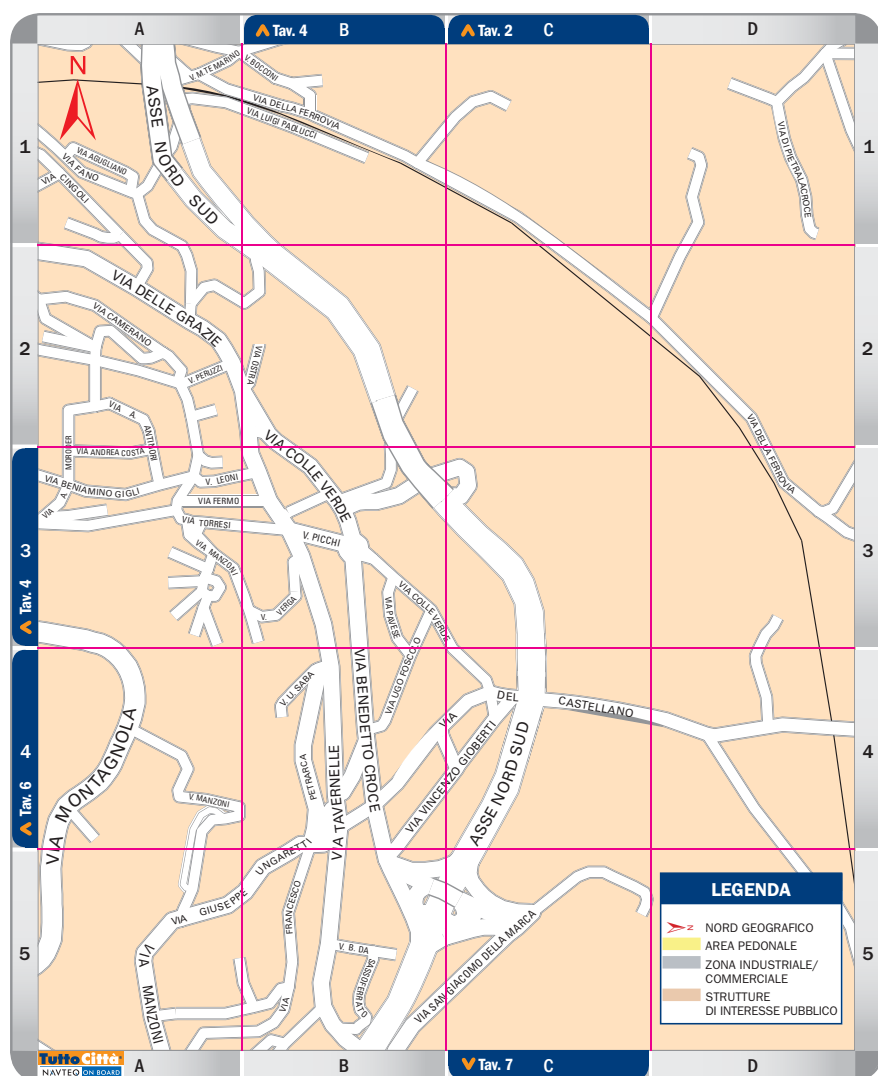 A
Tav. 4 B
Tav. 2 C
D
1
2
3
Tav. 4
4
Tav. 6
5
1
2
3
4
5
N
V. M.TE MARINO
V. BOCCONI
VIA DELLA FERROVIA
VIA LUIGI PAOLUCCI
ASSE NORD SUD
VIA AGUGLIANO
VIA FANO
VIA CINGOLI
VIA DI PIETRALACROCE
VIA DELLE GRAZIE
VIA CAMERANO
V. PERUZZI
VIA OSTRA
VIA A. ANTINORI
VIA ANDREA COSTA
VIA A. MORODER
VIA BENIAMINO GIGLI
V. LEONI
VIA FERMO
VIA TORRESI
VIA MANZONI
V. VERGA
VIA COLLE VERDE
V. PICCHI
VIA COLLE VERDE
VIA PAVESE
VIA UGO FOSCOLO
VIA DELLA FERROVIA
VIA MONTAGNOLA
V. MANZONI
V. U. SABA
PETRARCA
VIA TAVERNELLE
VIA BENEDETTO CROCE
VIA DEL CASTELLANO
VIA VINCENZO GIOBERTI
ASSE NORD SUD
VIA GIUSEPPE UNGARETTI
VIA FRANCESCO
VIA MANZONI
V. B. DA SASSOFERRATO
VIA SAN GIACOMO DELLA MARCA
LEGENDA
N NORD GEOGRAFICO
AREA PEDONALE
ZONA INDUSTRIALE/
COMMERCIALE
STRUTTURE
DI INTERESSE PUBBLICO
Tutto Città
NAVTEQ ON BOARD
A
B
Tav. 7 C
D